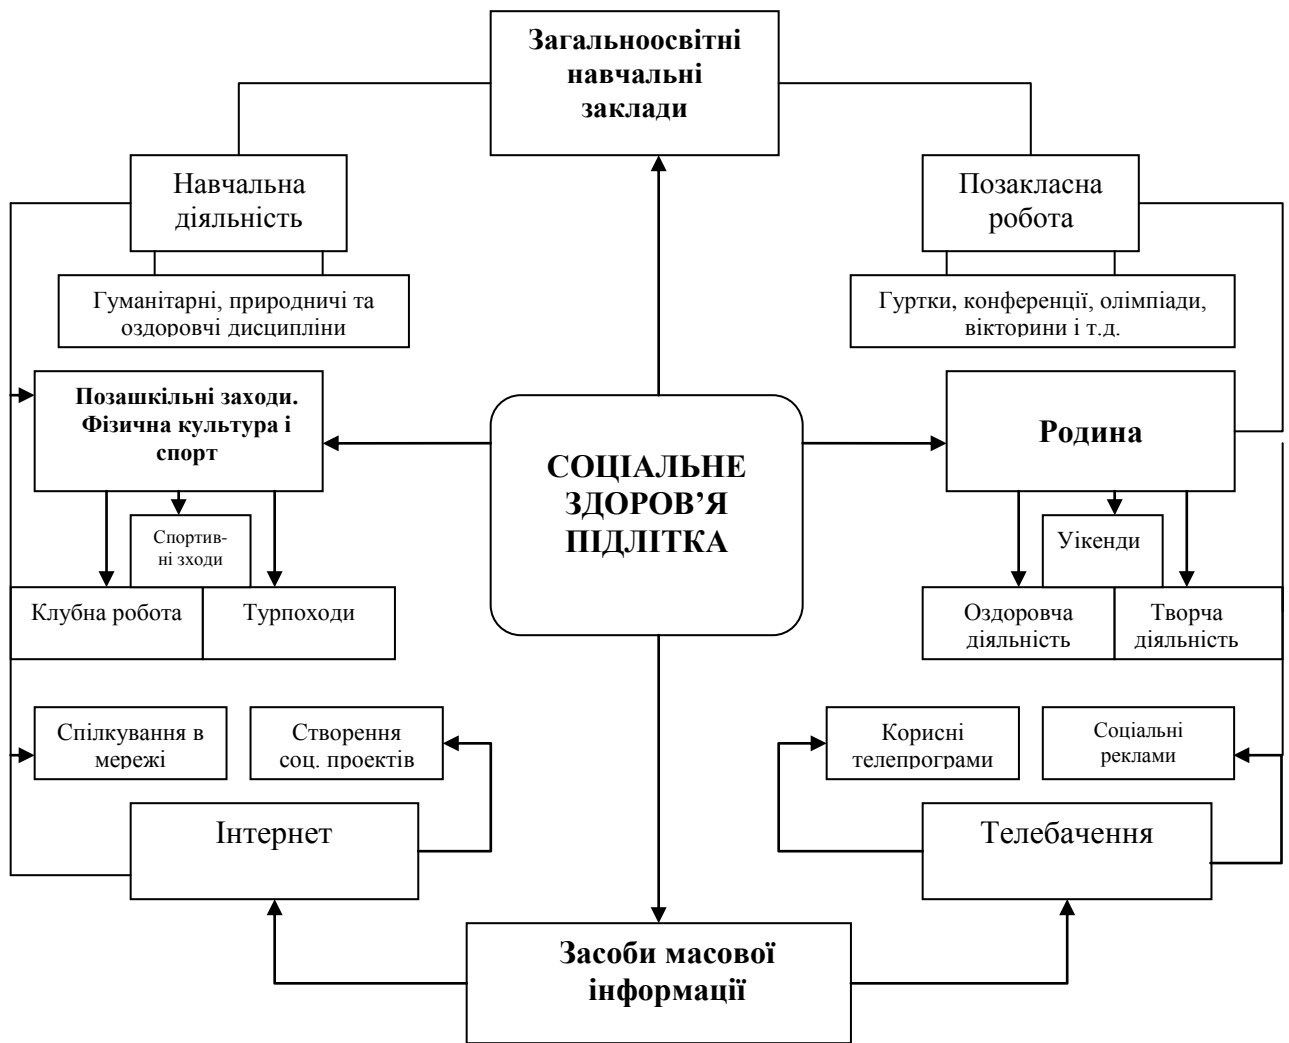 Загальноосвітні
навчальні
заклади
Навчальна
діяльність
Позакласна
робота
Гуманітарні, природничі та
оздоровчі дисципліни
Гуртки, конференції, олімпіади,
вікторини і т.д.
Позашкільні заходи.
Фізична культура і
спорт
СОЦІАЛЬНЕ
ЗДОРОВ’Я
ПІДЛІТКА
Родина
Спортив-
ні зходи
Клубна робота
Турпоходи
Уікенди
Оздоровча
діяльність
Творча
діяльність
Спілкування в
мережі
Створення
соц. проектів
Корисні
телепрограми
Соціальні
реклами
Інтернет
Телебачення
Засоби масової
інформації